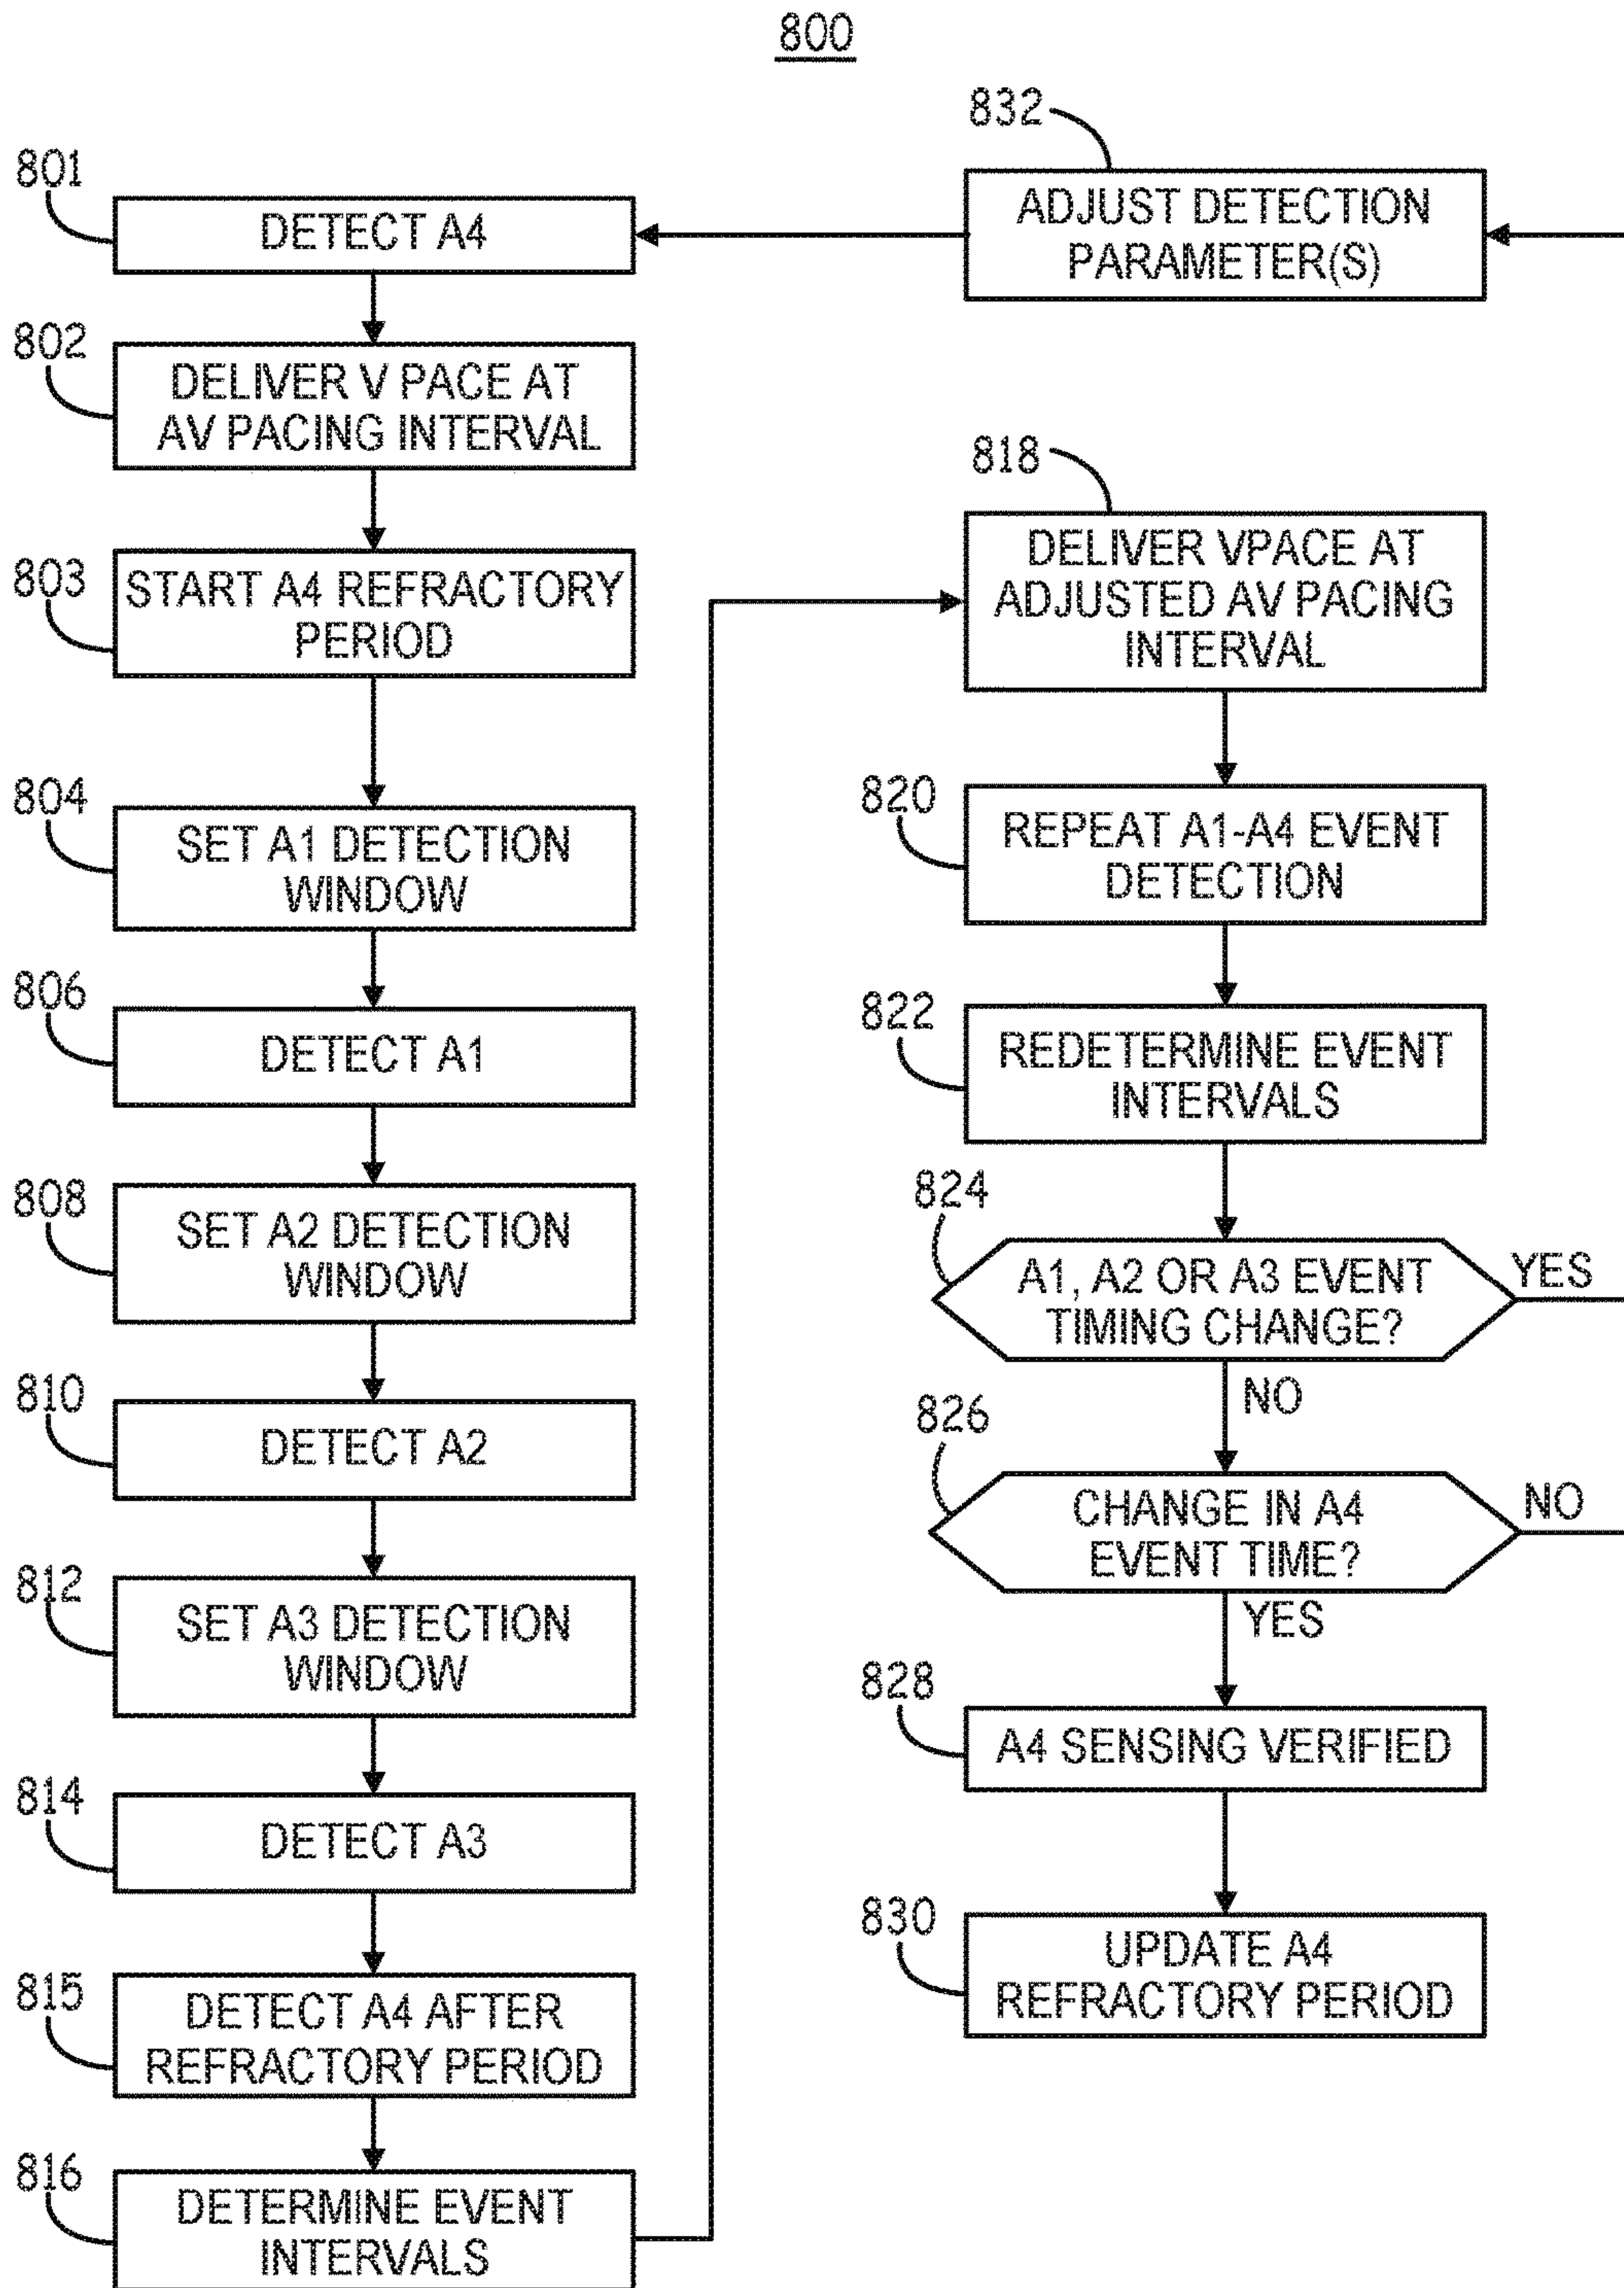 800
801
DETECT A4
802
DELIVER V PACE AT
AV PACING INTERVAL
803
START A4 REFRACTORY
PERIOD
804
SET A1 DETECTION
WINDOW
806
DETECT A1
808
SET A2 DETECTION
WINDOW
810
DETECT A2
812
SET A3 DETECTION
WINDOW
814
DETECT A3
815
DETECT A4 AFTER
REFRACTORY PERIOD
816
DETERMINE EVENT
INTERVALS
832
ADJUST DETECTION
PARAMETER(S)
818
DELIVER VPACE AT
ADJUSTED AV PACING
INTERVAL
820
REPEAT A1-A4 EVENT
DETECTION
822
REDETERMINE EVENT
INTERVALS
824
A1, A2 OR A3 EVENT
TIMING CHANGE?
YES
NO
826
CHANGE IN A4
EVENT TIME?
NO
YES
828
A4 SENSING VERIFIED
830
UPDATE A4
REFRACTORY PERIOD